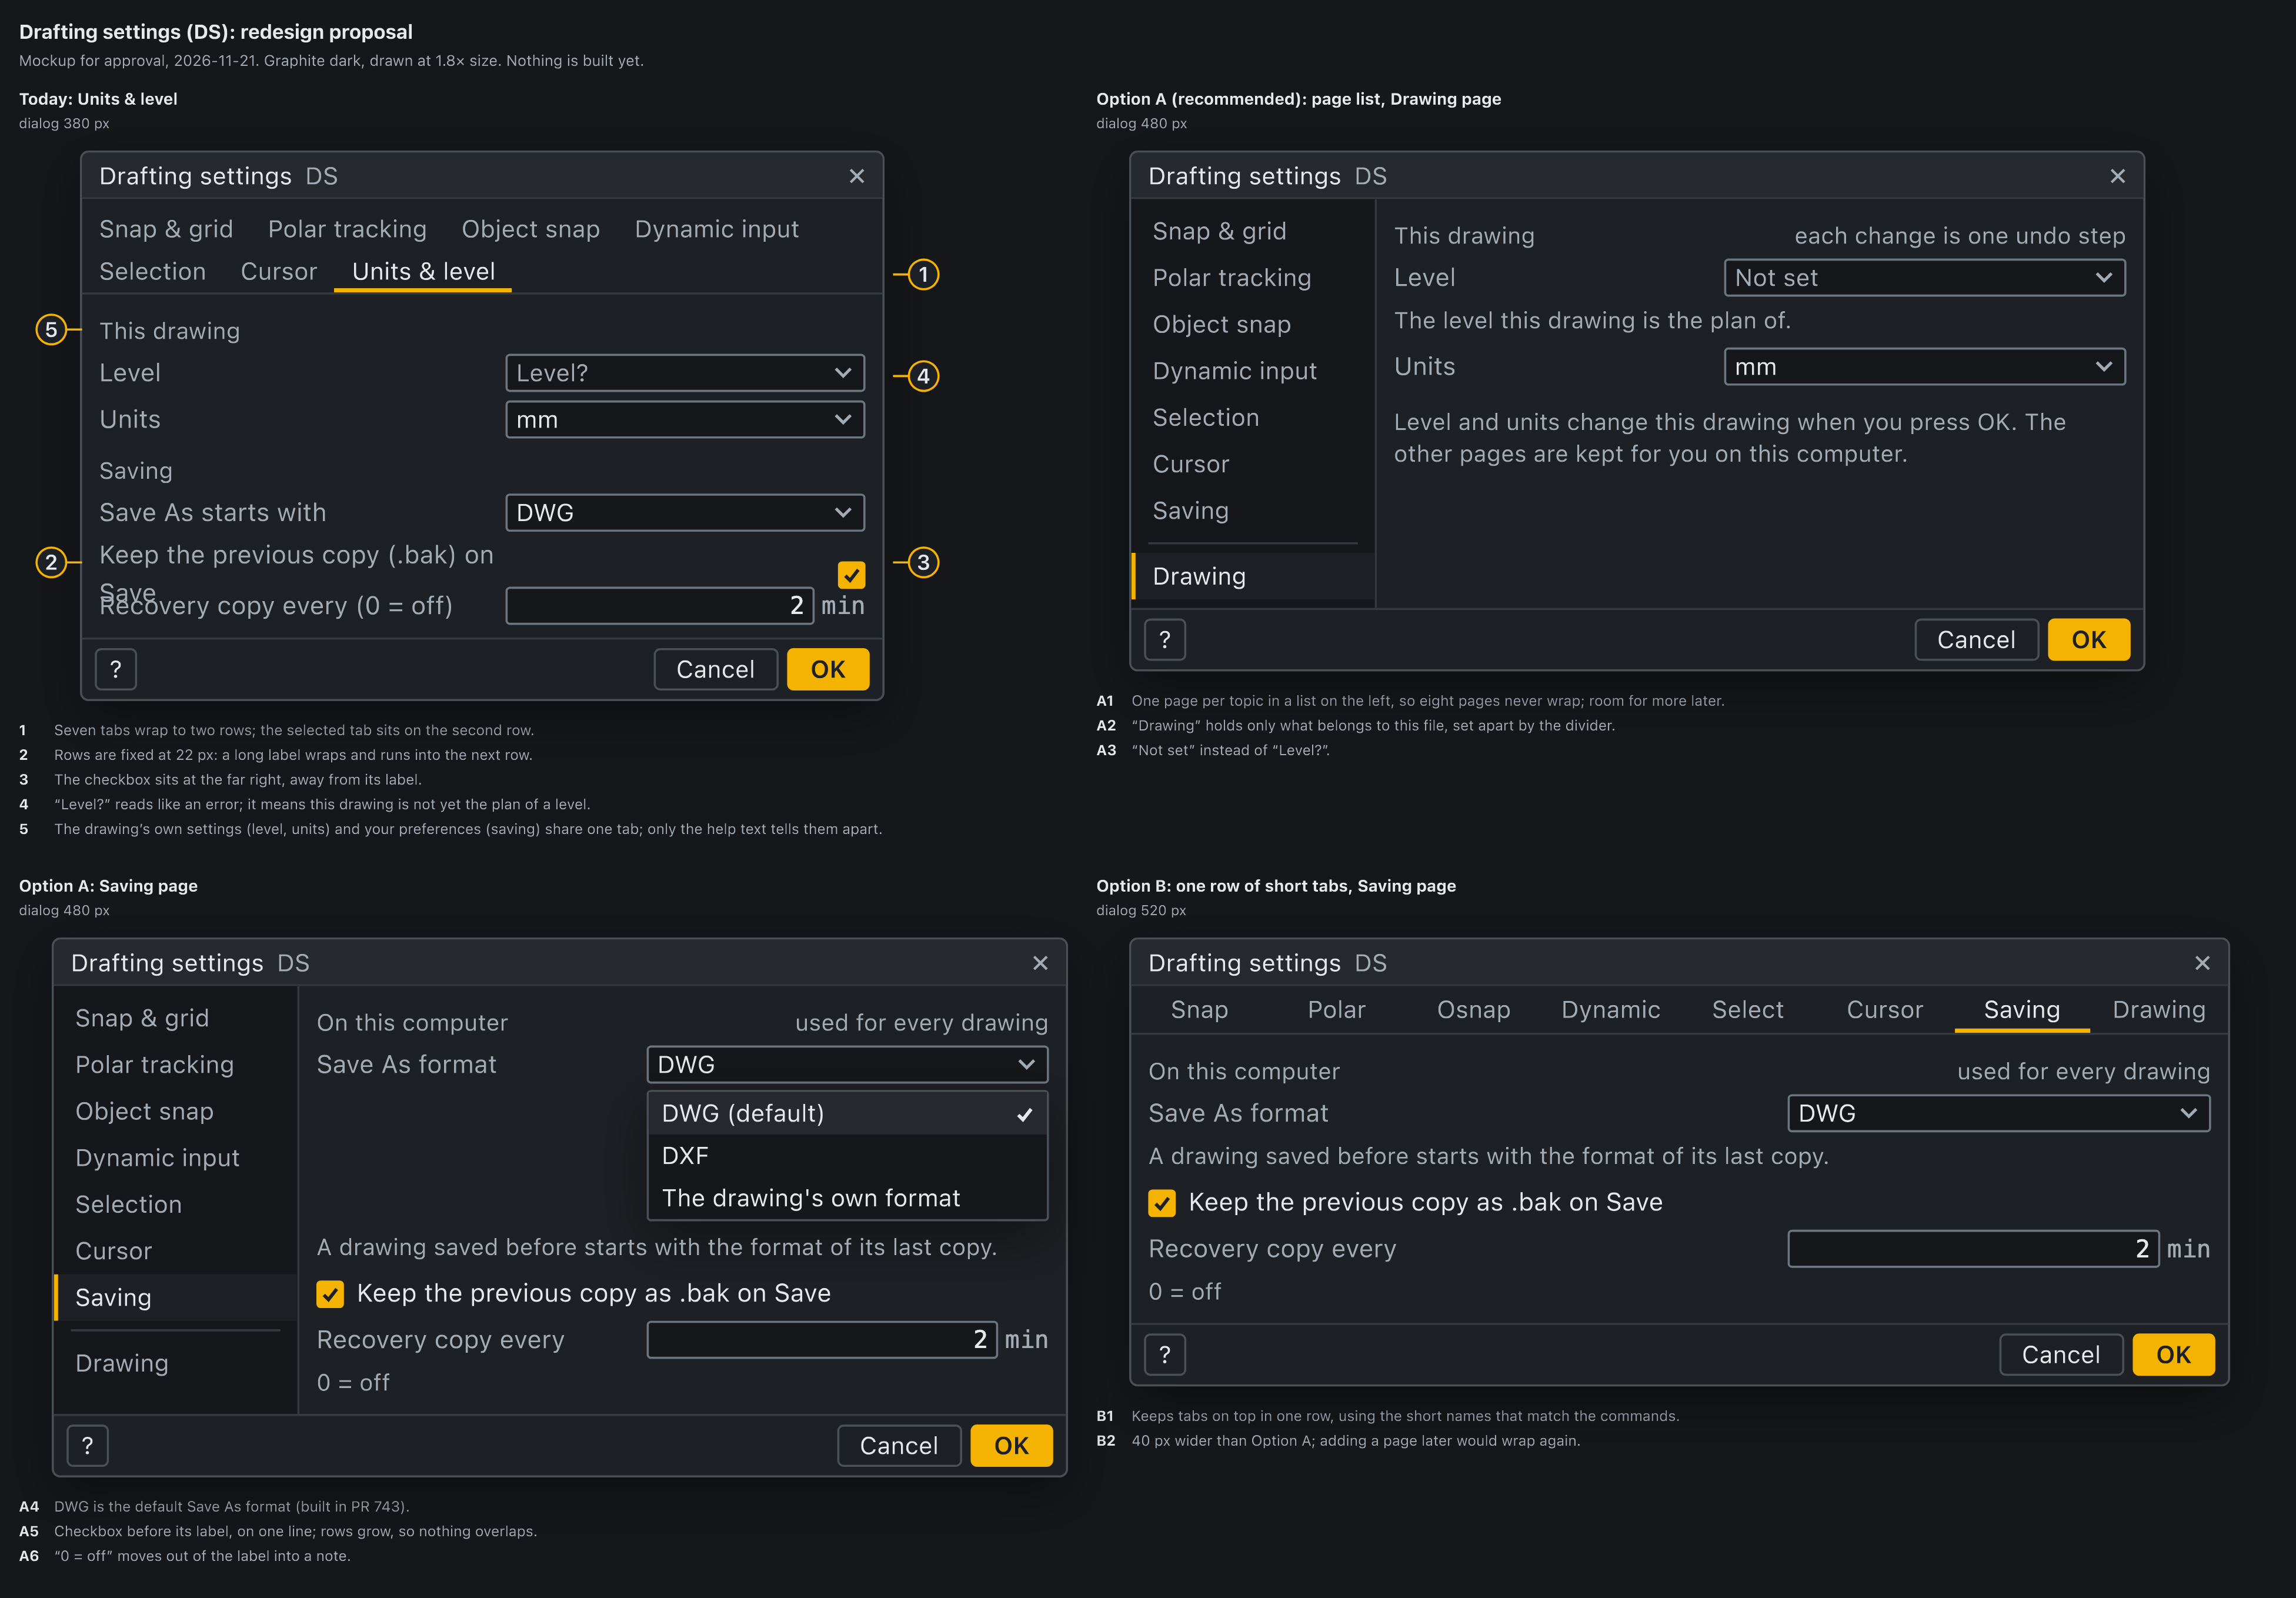 Drafting settings (DS): redesign proposal
Mockup for approval, 2026-11-21. Graphite dark, drawn at 1.8× size. Nothing is built yet.
Today: Units & level
dialog 380 px
Drafting settings DS
Snap & grid Polar tracking Object snap Dynamic input
Selection Cursor Units & level
1
5
This drawing
Level Level?
4
Units mm
Saving
Save As starts with DWG
2
Keep the previous copy (.bak) on
Save
3
Recovery copy every (0 = off) 2 min
? Cancel OK
1 Seven tabs wrap to two rows; the selected tab sits on the second row.
2 Rows are fixed at 22 px: a long label wraps and runs into the next row.
3 The checkbox sits at the far right, away from its label.
4 “Level?” reads like an error; it means this drawing is not yet the plan of a level.
5 The drawing’s own settings (level, units) and your preferences (saving) share one tab; only the help text tells them apart.
Option A (recommended): page list, Drawing page
dialog 480 px
Drafting settings DS
Snap & grid
Polar tracking
Object snap
Dynamic input
Selection
Cursor
Saving
Drawing
This drawing each change is one undo step
Level Not set
The level this drawing is the plan of.
Units mm
Level and units change this drawing when you press OK. The
other pages are kept for you on this computer.
? Cancel OK
A1 One page per topic in a list on the left, so eight pages never wrap; room for more later.
A2 “Drawing” holds only what belongs to this file, set apart by the divider.
A3 “Not set” instead of “Level?”.
Option A: Saving page
dialog 480 px
Drafting settings DS
Snap & grid
Polar tracking
Object snap
Dynamic input
Selection
Cursor
Saving
Drawing
On this computer used for every drawing
Save As format DWG
DWG (default)
DXF
The drawing's own format
A drawing saved before starts with the format of its last copy.
Keep the previous copy as .bak on Save
Recovery copy every 2 min
0 = off
? Cancel OK
A4 DWG is the default Save As format (built in PR 743).
A5 Checkbox before its label, on one line; rows grow, so nothing overlaps.
A6 “0 = off” moves out of the label into a note.
Option B: one row of short tabs, Saving page
dialog 520 px
Drafting settings DS
Snap Polar Osnap Dynamic Select Cursor Saving Drawing
On this computer used for every drawing
Save As format DWG
A drawing saved before starts with the format of its last copy.
Keep the previous copy as .bak on Save
Recovery copy every 2 min
0 = off
? Cancel OK
B1 Keeps tabs on top in one row, using the short names that match the commands.
B2 40 px wider than Option A; adding a page later would wrap again.